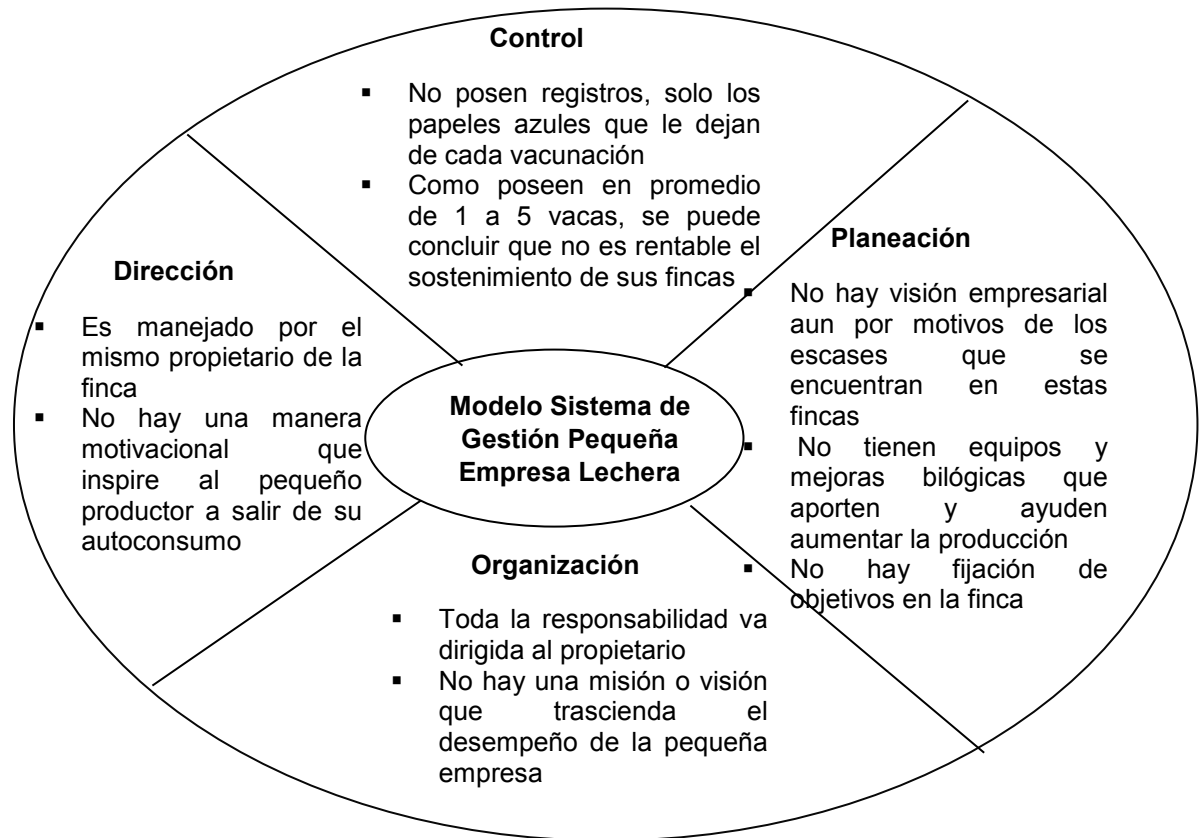 Control
▪ No posen registros, solo los
papeles azules que le dejan
de cada vacunación
▪ Como poseen en promedio
de 1 a 5 vacas, se puede
concluir que no es rentable el
sostenimiento de sus fincas
Planeación
▪ No hay visión empresarial
aun por motivos de los
escases que se
encuentran en estas
fincas
▪ No tienen equipos y
mejoras bilógicas que
aporten y ayuden
aumentar la producción
▪ No hay fijación de
objetivos en la finca
Dirección
▪ Es manejado por el
mismo propietario de la
finca
▪ No hay una manera
motivacional que
inspire al pequeño
productor a salir de su
autoconsumo
Modelo Sistema de
Gestión Pequeña
Empresa Lechera
Organización
▪ Toda la responsabilidad va
dirigida al propietario
▪ No hay una misión o visión
que trascienda el
desempeño de la pequeña
empresa